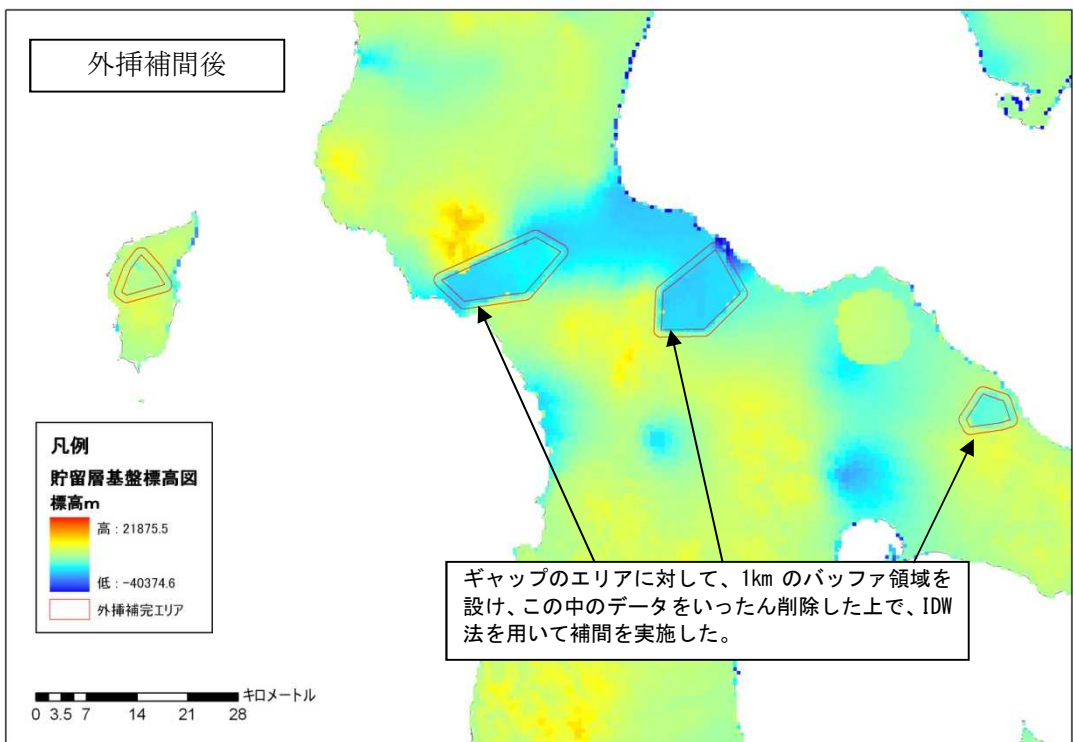 外挿補間後
凡例
貯留層基盤標高図
標高m
高 : 21875.5
低 : -40374.6
外挿補完エリア
ギャップのエリアに対して、1km のバッファ領域を
設け、この中のデータをいったん削除した上で、IDW
法を用いて補間を実施した。
キロメートル
0 3.5 7 14 21 28